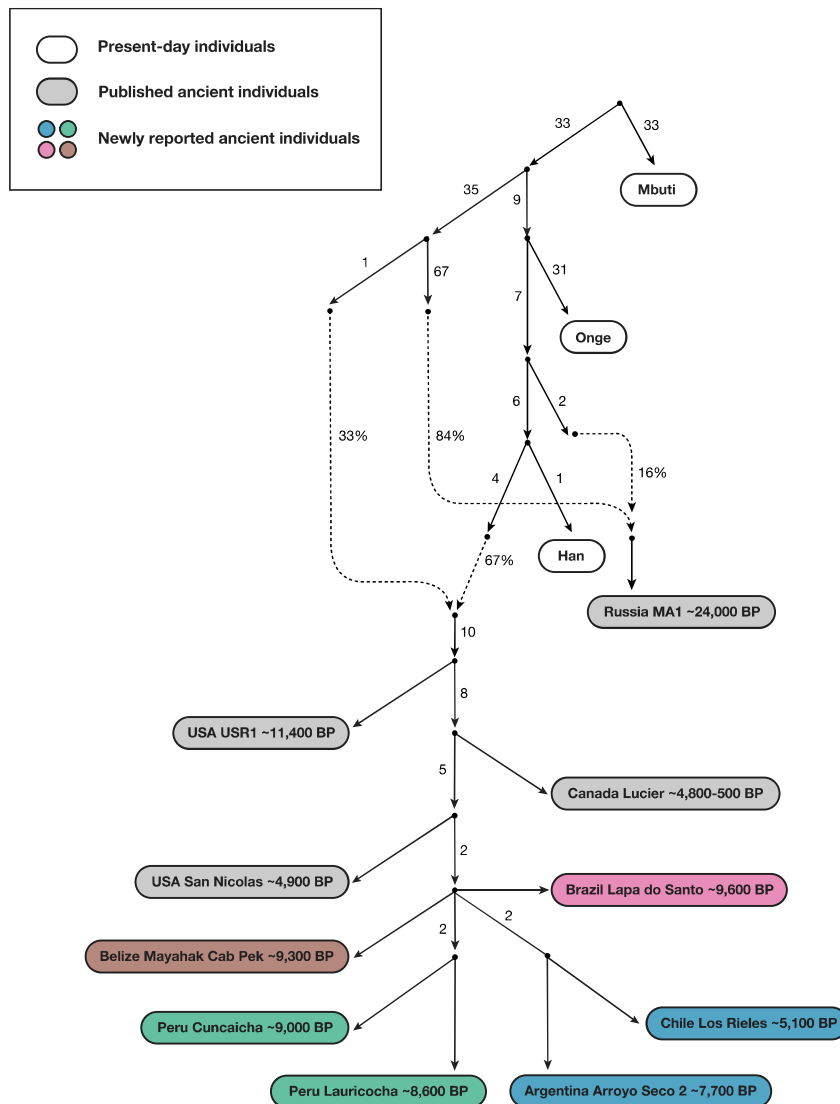 Present-day individuals
Published ancient individuals
Newly reported ancient individuals
33
33
Mbuti
35
9
1
67
31
7
Onge
6
2
33%
84%
16%
4
1
67%
Han
Russia MA1 ~24,000 BP
10
8
USA USR1 ~11,400 BP
5
Canada Lucier ~4,800-500 BP
2
USA San Nicolas ~4,900 BP
Brazil Lapa do Santo ~9,600 BP
2
2
Belize Mayahak Cab Pek ~9,300 BP
Peru Cuncaicha ~9,000 BP
Chile Los Rieles ~5,100 BP
Peru Lauricocha ~8,600 BP
Argentina Arroyo Seco 2 ~7,700 BP